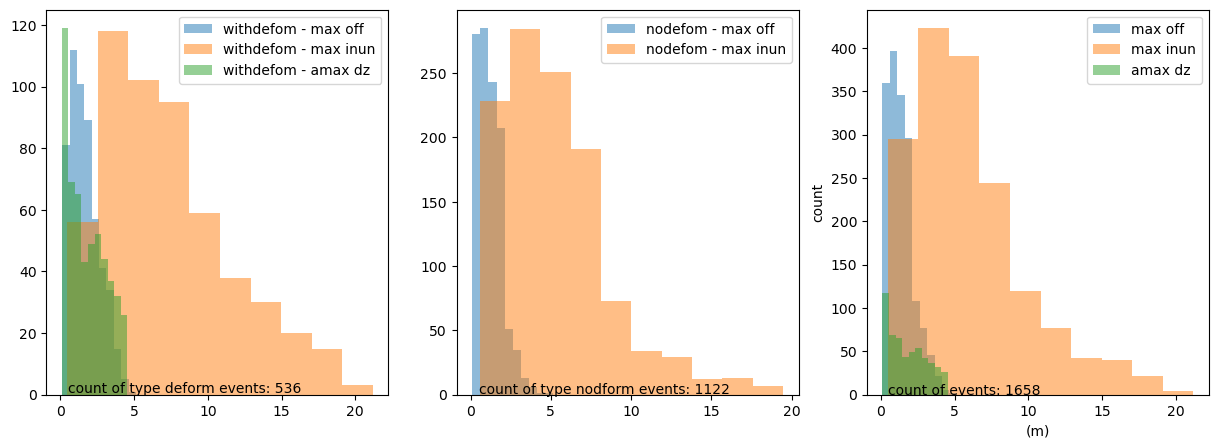 withdefom - max off
withdefom - max inun
withdefom - amax dz
120
100
80
60
40
20
0
count of type deform events: 536
0 5 10 15 20
nodefom - max off
nodefom - max inun
250
200
150
100
50
0
count of type nodform events: 1122
0 5 10 15 20
max off
max inun
amax dz
count
400
350
300
250
200
150
100
50
0
count of events: 1658
0 5 10 15 20
(m)